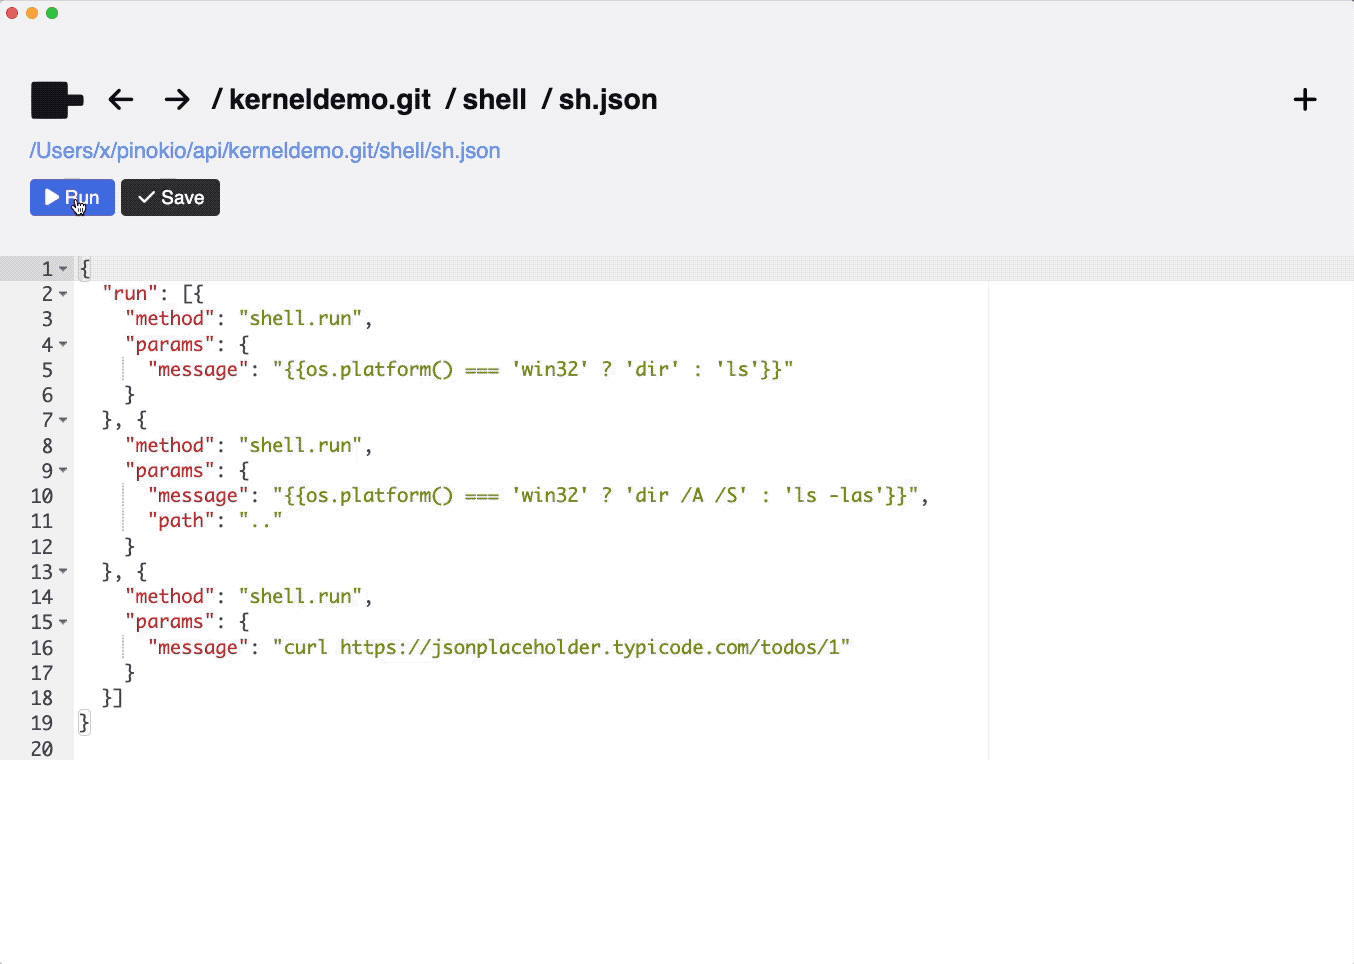 / kerneldemo.git / shell / sh.json
/Users/x/pinokio/api/kerneldemo.git/shell/sh.json
Run Save
1 {
2 "run": [{
3 "method": "shell.run",
4 "params": {
5 "message": "{{os.platform() === 'win32' ? 'dir' : 'ls'}}"
6 }
7 }, {
8 "method": "shell.run",
9 "params": {
10 "message": "{{os.platform() === 'win32' ? 'dir /A /S' : 'ls -las'}}",
11 "path": ".."
12 }
13 }, {
14 "method": "shell.run",
15 "params": {
16 "message": "curl https://jsonplaceholder.typicode.com/todos/1"
17 }
18 }]
19 }
20